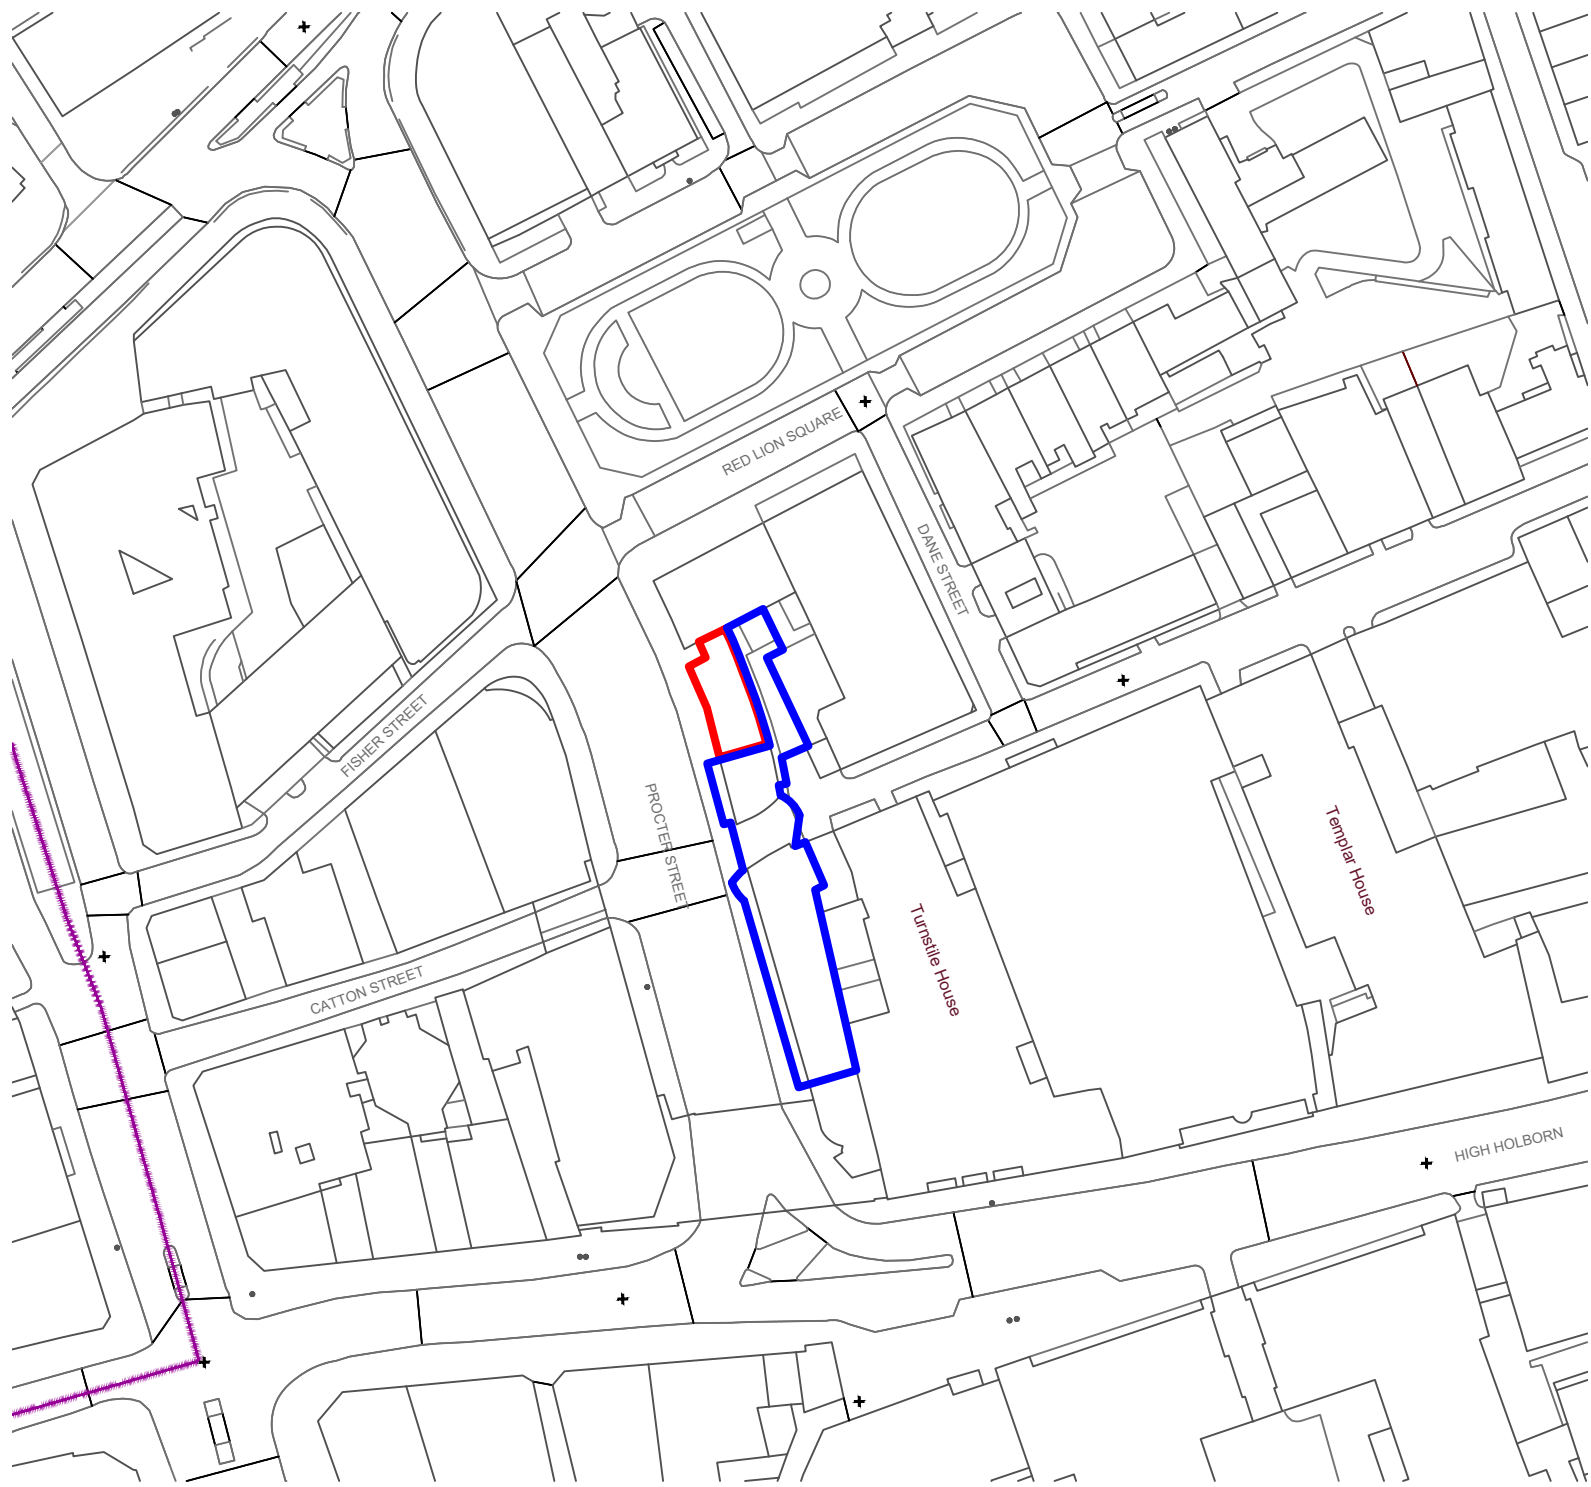 RED LION SQUARE
DANE STREET
FISHER STREET
PROCTER STREET
Templar House
Turnstile House
CATTON STREET
HIGH HOLBORN